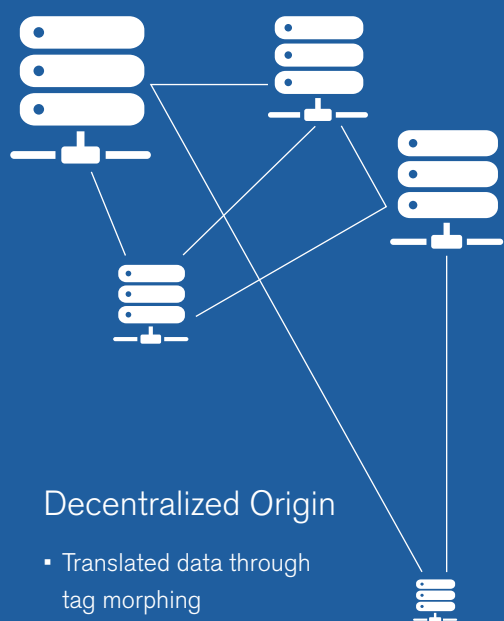 Decentralized Origin
▪ Translated data through
tag morphing